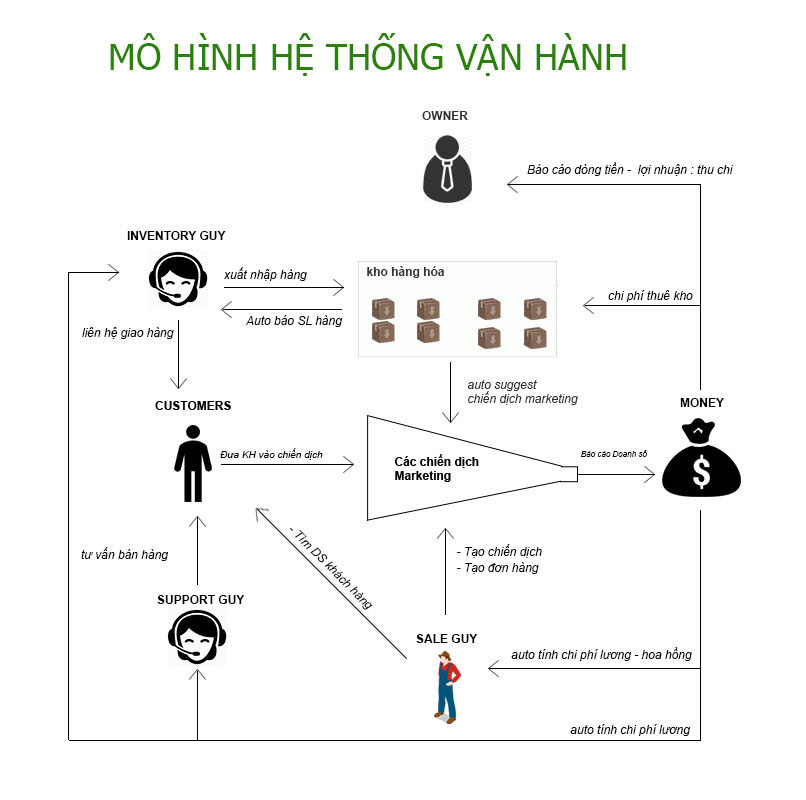 MÔ HÌNH HỆ THỐNG VẬN HÀNH
OWNER
Báo cáo dòng tiền - lợi nhuận : thu chi
INVENTORY GUY
kho hàng hóa
xuất nhập hàng
chi phí thuê kho
Auto báo SL hàng
liên hệ giao hàng
auto suggest
chiến dịch marketing
CUSTOMERS
MONEY
Đưa KH vào chiến dịch
Các chiến dịch
Marketing
Báo cáo Doanh số
$
- Tìm DS khách hàng
tư vấn bán hàng
- Tạo chiến dịch
- Tạo đơn hàng
SUPPORT GUY
SALE GUY
auto tính chi phí lương - hoa hồng
auto tính chi phí lương